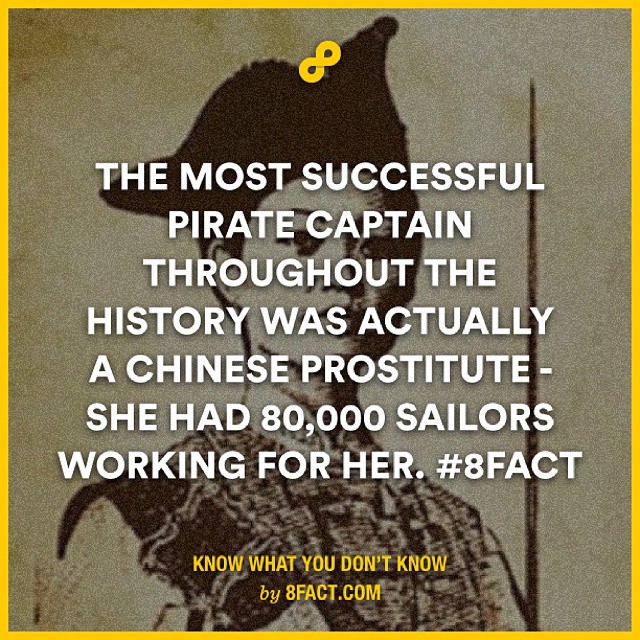 THE MOST SUCCESSFUL
PIRATE CAPTAIN
THROUGHOUT THE
HISTORY WAS ACTUALLY
A CHINESE PROSTITUTE -
SHE HAD 80,000 SAILORS
WORKING FOR HER. #8FACT
KNOW WHAT YOU DON'T KNOW
by 8FACT.COM